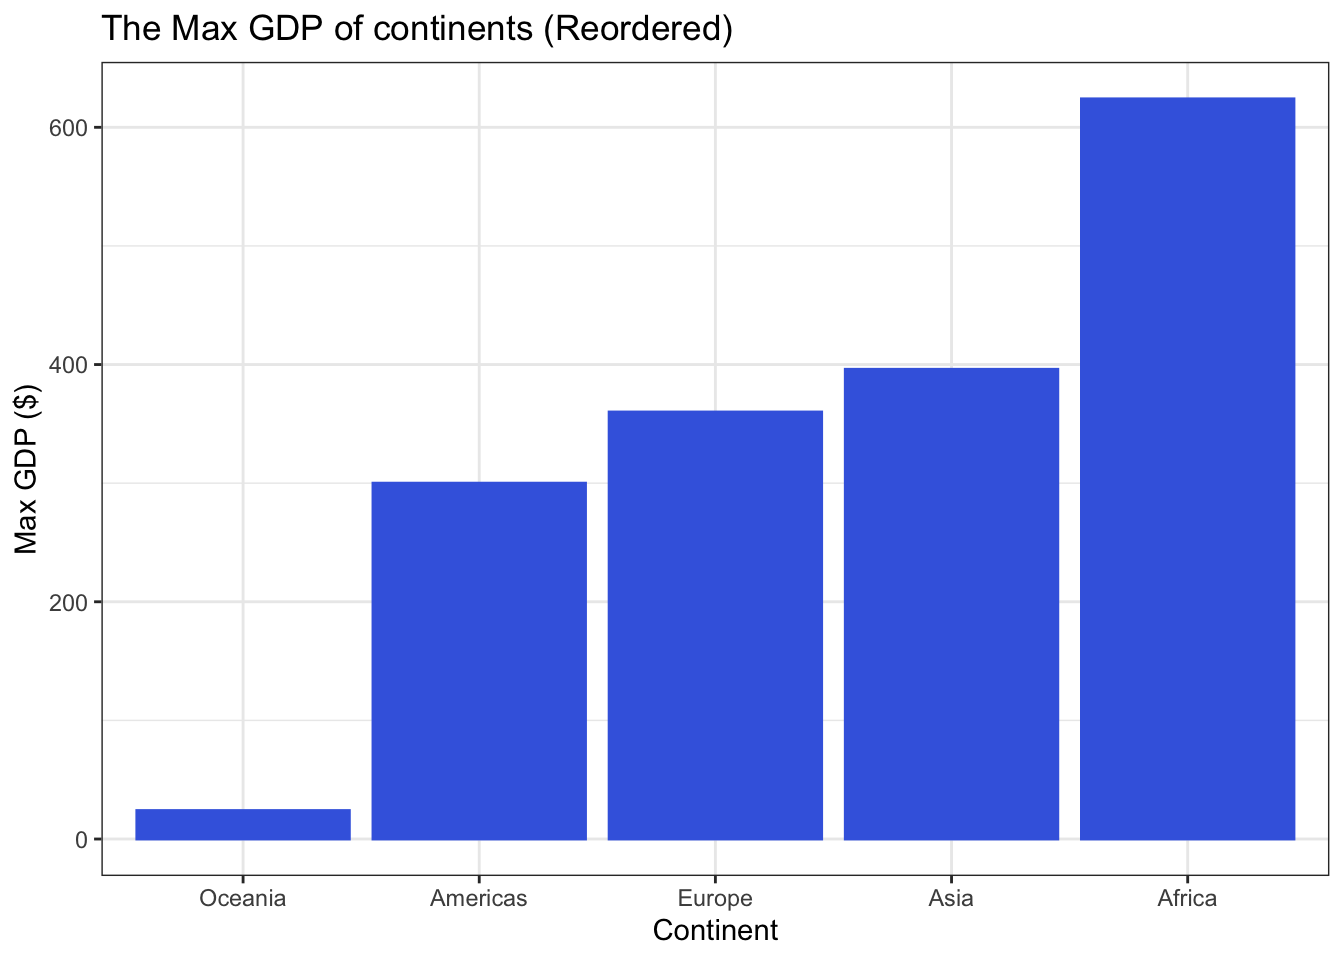 The Max GDP of continents (Reordered)
Max GDP ($)
600
400
200
0
Oceania Americas Europe Asia Africa
Continent